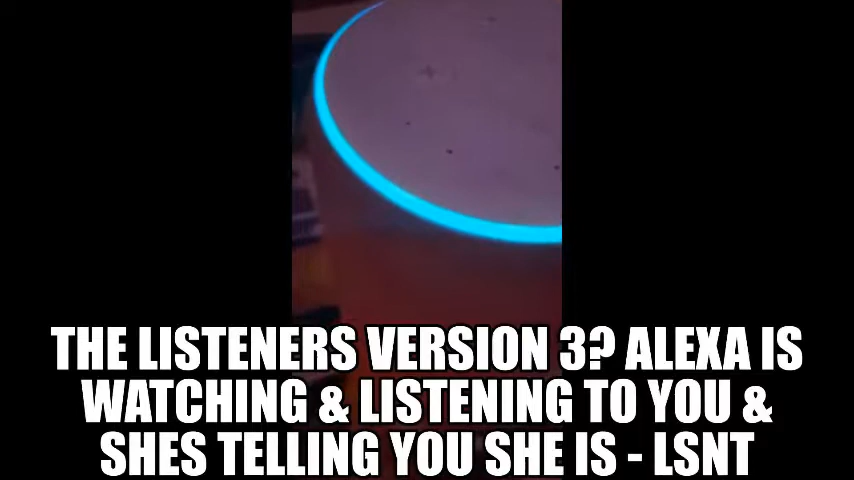 THE LISTENERS VERSION 3? ALEXA IS
WATCHING & LISTENING TO YOU &
SHES TELLING YOU SHE IS - LSNT